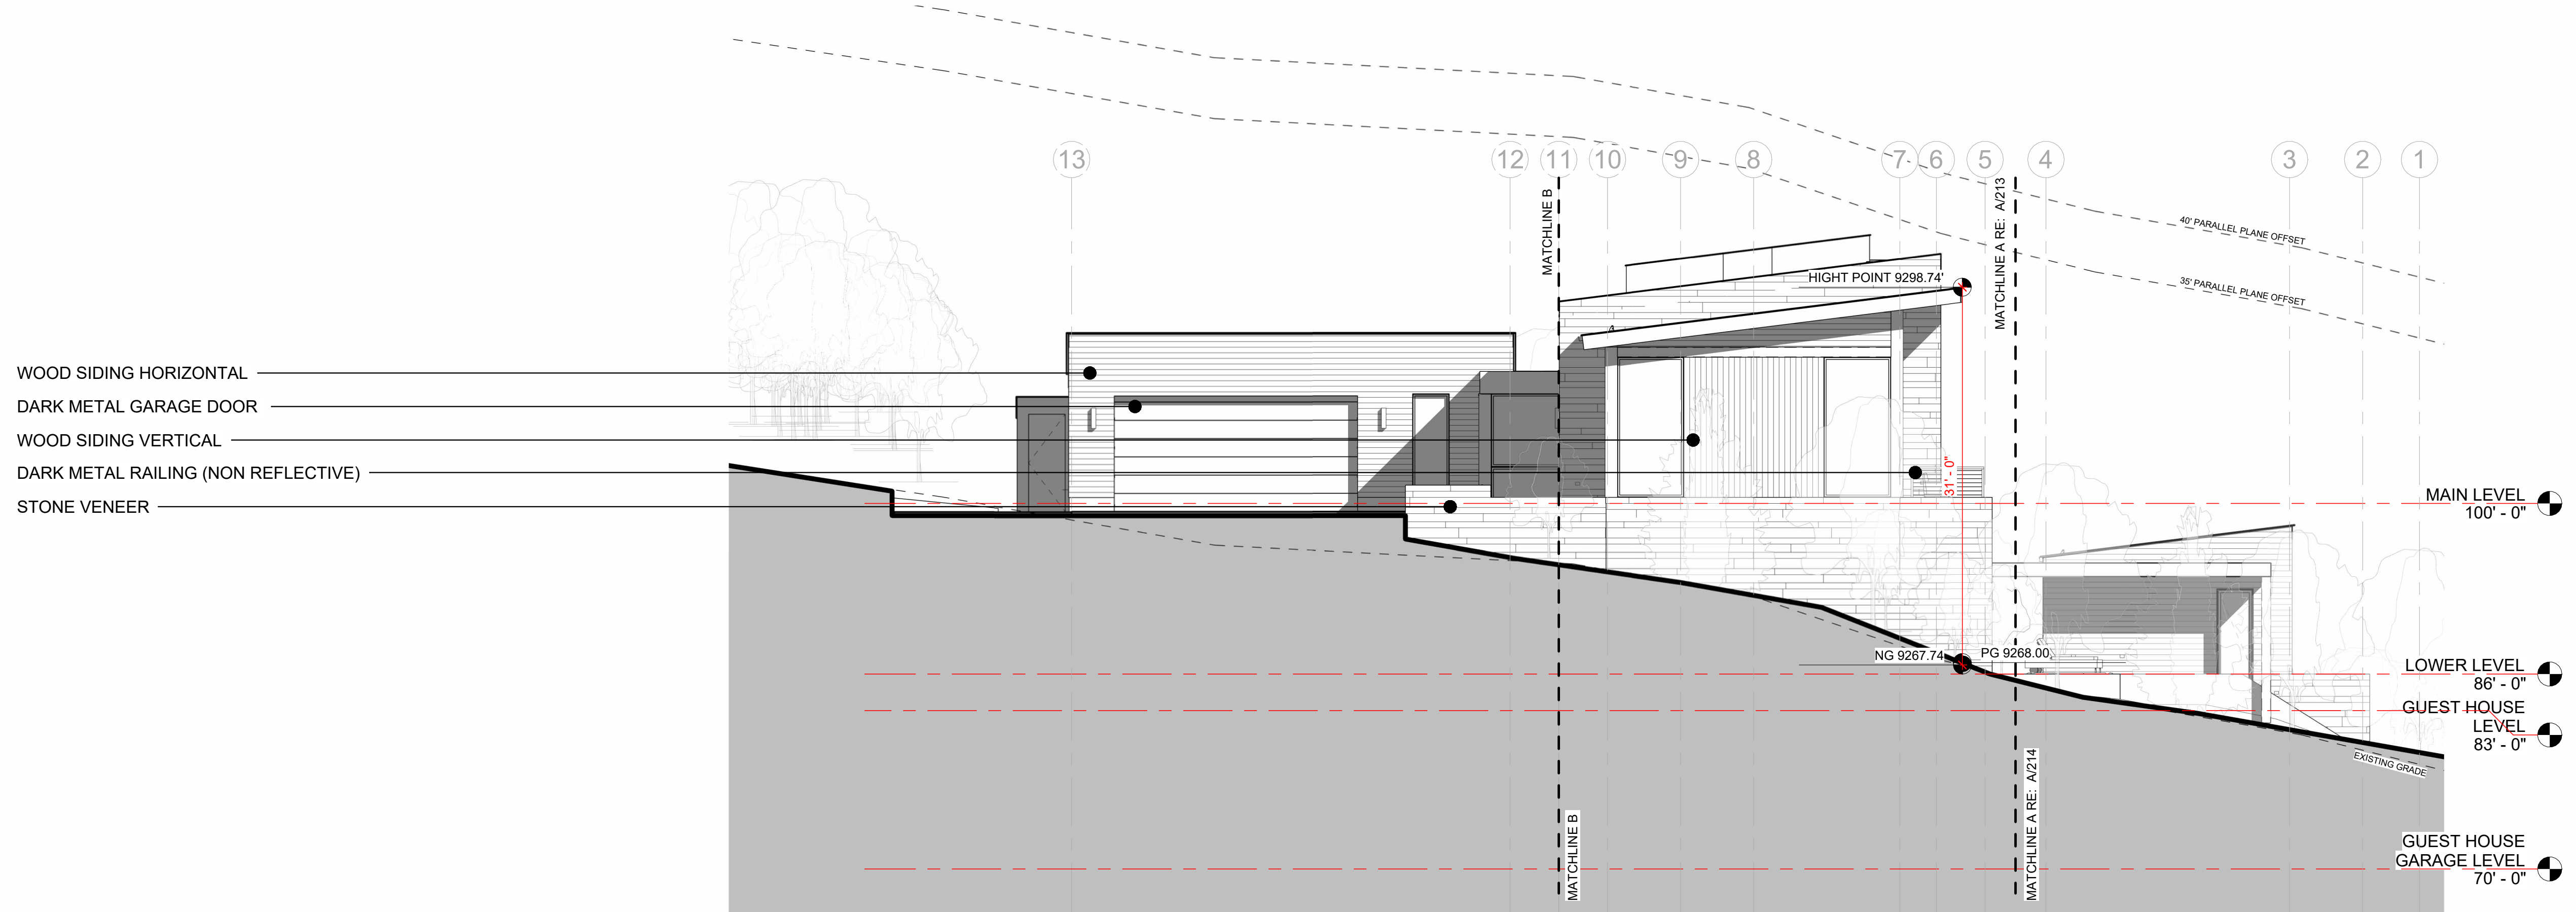 13
12
11
10
9
8
7
6
5
4
3
2
1
MATCHLINE B
MATCHLINE A RE: A/213
40' PARALLEL PLANE OFFSET
35' PARALLEL PLANE OFFSET
HIGHT POINT 9298.74'
WOOD SIDING HORIZONTAL
DARK METAL GARAGE DOOR
WOOD SIDING VERTICAL
DARK METAL RAILING (NON REFLECTIVE)
STONE VENEER
31' - 0"
MAIN LEVEL
100' - 0"
NG 9267.74
PG 9268.00
LOWER LEVEL
86' - 0"
GUEST HOUSE
LEVEL
83' - 0"
EXISTING GRADE
MATCHLINE B
MATCHLINE A RE: A/214
GUEST HOUSE
GARAGE LEVEL
70' - 0"